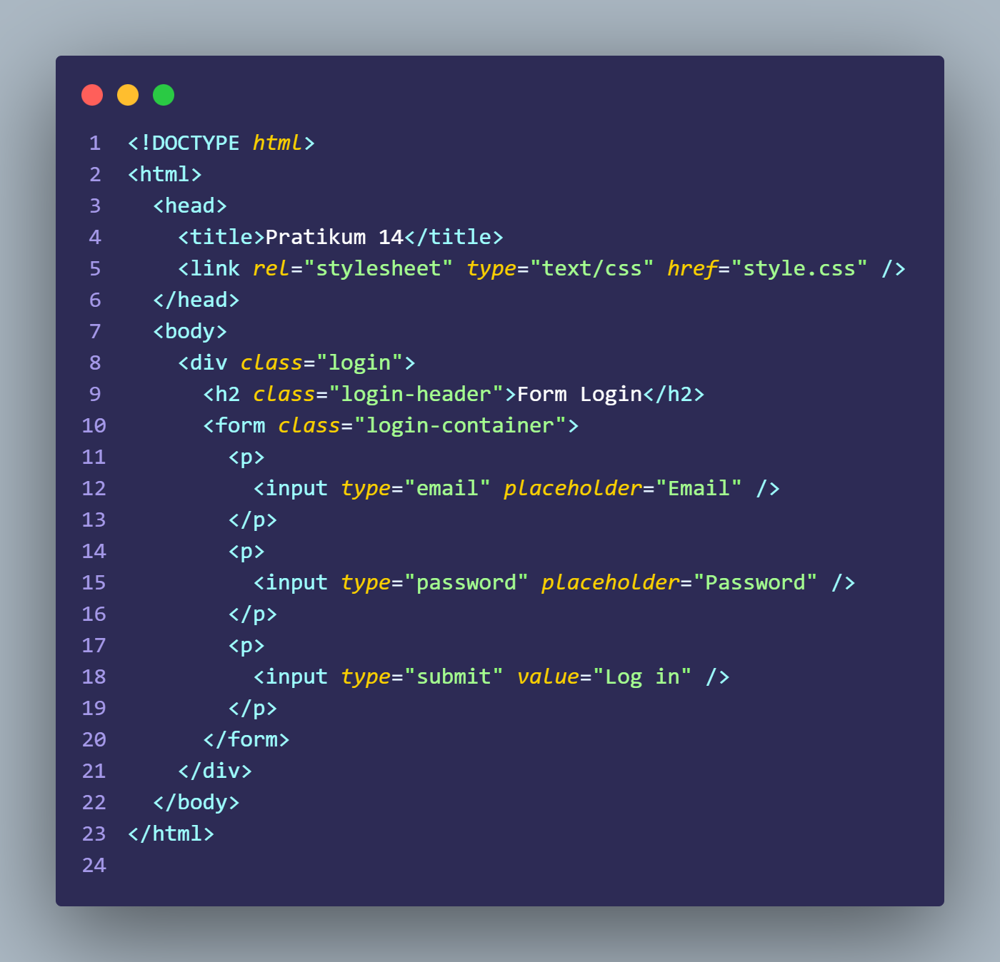 1 <!DOCTYPE html>
2 <html>
3   <head>
4     <title>Pratikum 14</title>
5     <link rel="stylesheet" type="text/css" href="style.css" />
6   </head>
7   <body>
8     <div class="login">
9       <h2 class="login-header">Form Login</h2>
10       <form class="login-container">
11         <p>
12           <input type="email" placeholder="Email" />
13         </p>
14         <p>
15           <input type="password" placeholder="Password" />
16         </p>
17         <p>
18           <input type="submit" value="Log in" />
19         </p>
20       </form>
21     </div>
22   </body>
23 </html>
24